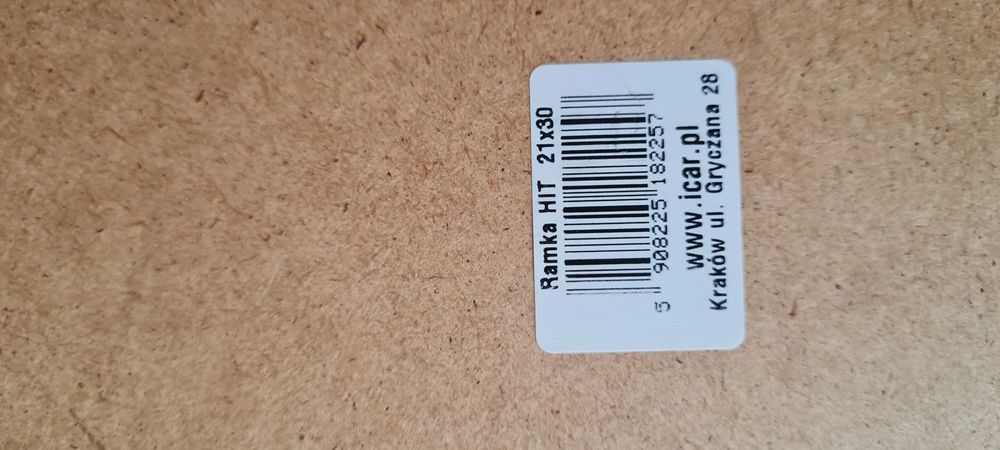 Ramka HIT 21x30
5 908225 182257
www.icar.pl
Kraków ul. Gryczana 28